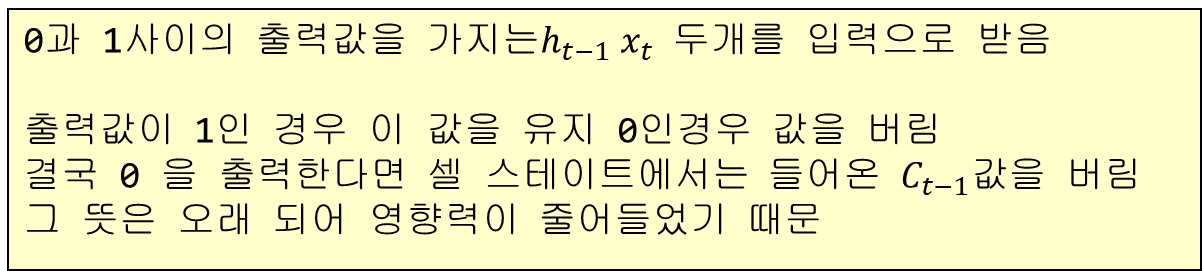 0과 1사이의 출력값을 가지는 $h_{t-1}$ $x_t$ 두개를 입력으로 받음
출력값이 1인 경우 이 값을 유지 0인경우 값을 버림
결국 0 을 출력한다면 셀 스테이트에서는 들어온 $C_{t-1}$값을 버림
그 뜻은 오래 되어 영향력이 줄어들었기 때문